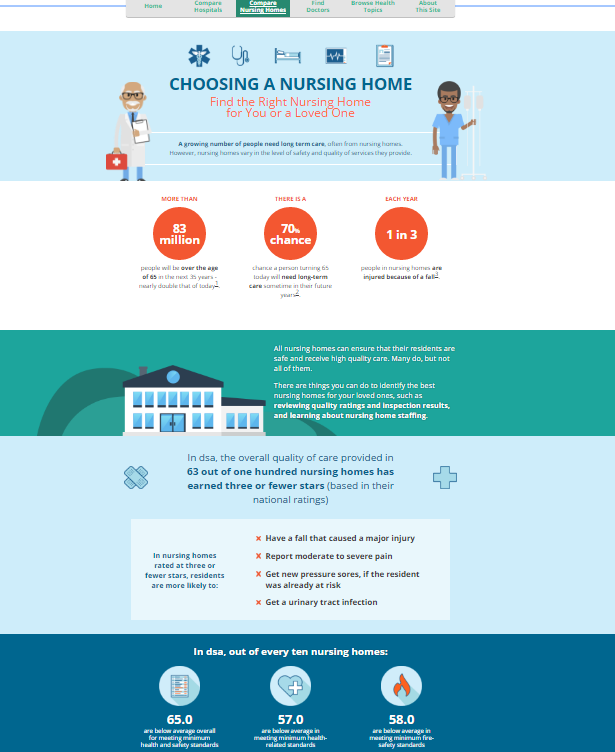 Home
Compare
Hospitals
Compare
Nursing Homes
Find
Doctors
Browse Health
Topics
About
This Site
CHOOSING A NURSING HOME
Find the Right Nursing Home
for You or a Loved One
A growing number of people need long term care, often from nursing homes.
However, nursing homes vary in the level of safety and quality of services they provide.
MORE THAN
83
million
people will be over the age
of 65 in the next 35 years -
nearly double that of today1.
THERE IS A
70%
chance
chance a person turning 65
today will need long-term
care sometime in their future
years2.
EACH YEAR
1 in 3
people in nursing homes are
injured because of a fall3.
All nursing homes can ensure that their residents are
safe and receive high quality care. Many do, but not
all of them.
There are things you can do to identify the best
nursing homes for your loved ones, such as
reviewing quality ratings and inspection results,
and learning about nursing home staffing.
In dsa, the overall quality of care provided in
63 out of one hundred nursing homes has
earned three or fewer stars (based in their
national ratings)
In nursing homes
rated at three or
fewer stars, residents
are more likely to:
Have a fall that caused a major injury
Report moderate to severe pain
Get new pressure sores, if the resident
was already at risk
Get a urinary tract infection
In dsa, out of every ten nursing homes:
65.0
are below average overall
for meeting minimum
health and safety standards
57.0
are below average in
meeting minimum health-
related standards
58.0
are below average in
meeting minimum fire-
safety standards